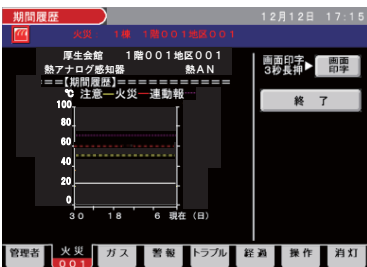 期間履歴
12月12日 17:15
火災 1棟 1階001地区001
厚生会館 1階001地区001
熱アナログ感知器 熱AN
==【期間履歴】===========
℃ 注意 火災 連動報
100
80
60
40
20
0
30 18 6 現在 (日)
画面印字▶
3秒長押
画面
印字
終 了
管理者 火災 ガス 警報 トラブル 経過 操作 消灯
001